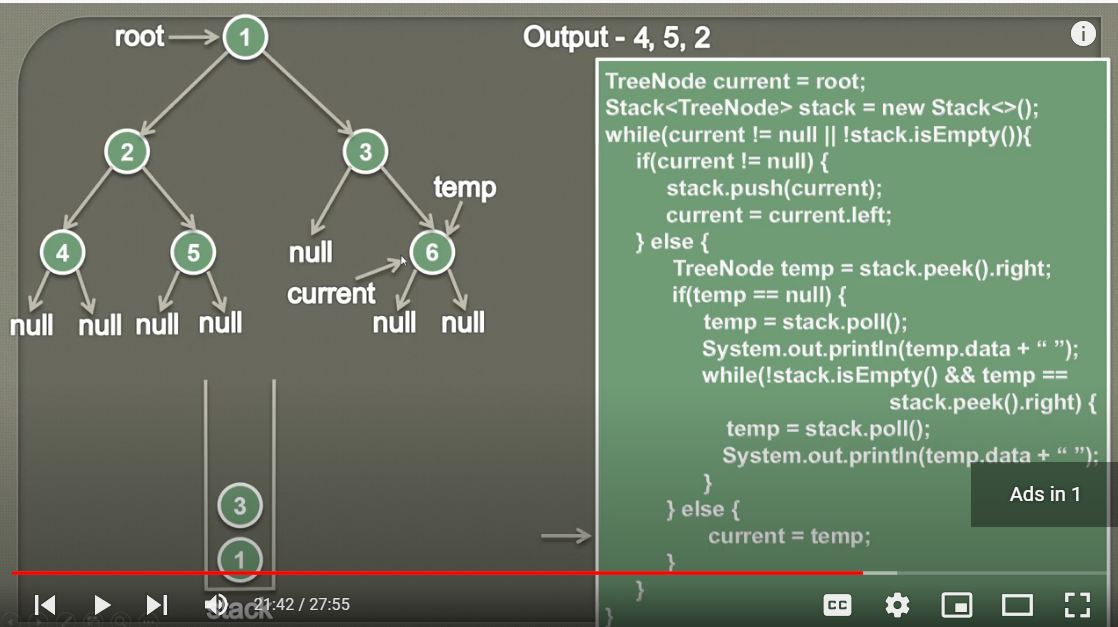 root
1
Output - 4, 5, 2
i
2
3
temp
4
5
null
6
current
null
null
null
null
null
null
3
1
stack
TreeNode current = root;
Stack<TreeNode> stack = new Stack<>();
while(current != null || !stack.isEmpty()){
if(current != null) {
stack.push(current);
current = current.left;
} else {
TreeNode temp = stack.peek().right;
if(temp == null) {
temp = stack.poll();
System.out.println(temp.data + “ ”);
while(!stack.isEmpty() && temp ==
stack.peek().right) {
temp = stack.poll();
System.out.println(temp.data + “ ”);
}
} else {
current = temp;
}
}
}
Ads in 1
21:42 / 27:55
CC